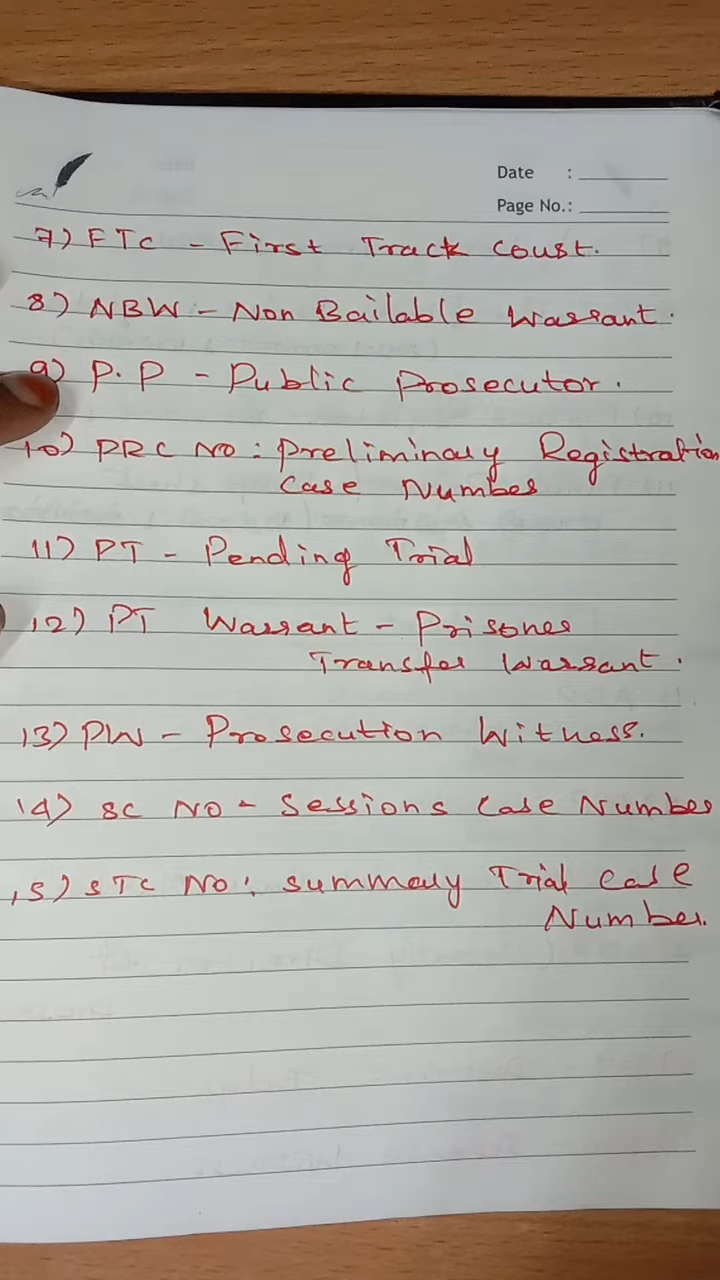 Date : ________
Page No.: ________
7) FTC - First Track Court.
8) NBW - Non Bailable Warrant.
9) P.P - Public Prosecutor.
10) PRC NO : Preliminary Registration
Case Number
11) PT - Pending Trial
12) PT Warrant - Prisoner
Transfer Warrant.
13) PW - Prosecution Witness.
14) SC NO - Sessions Case Number
15) STC NO: Summary Trial Case
Number.